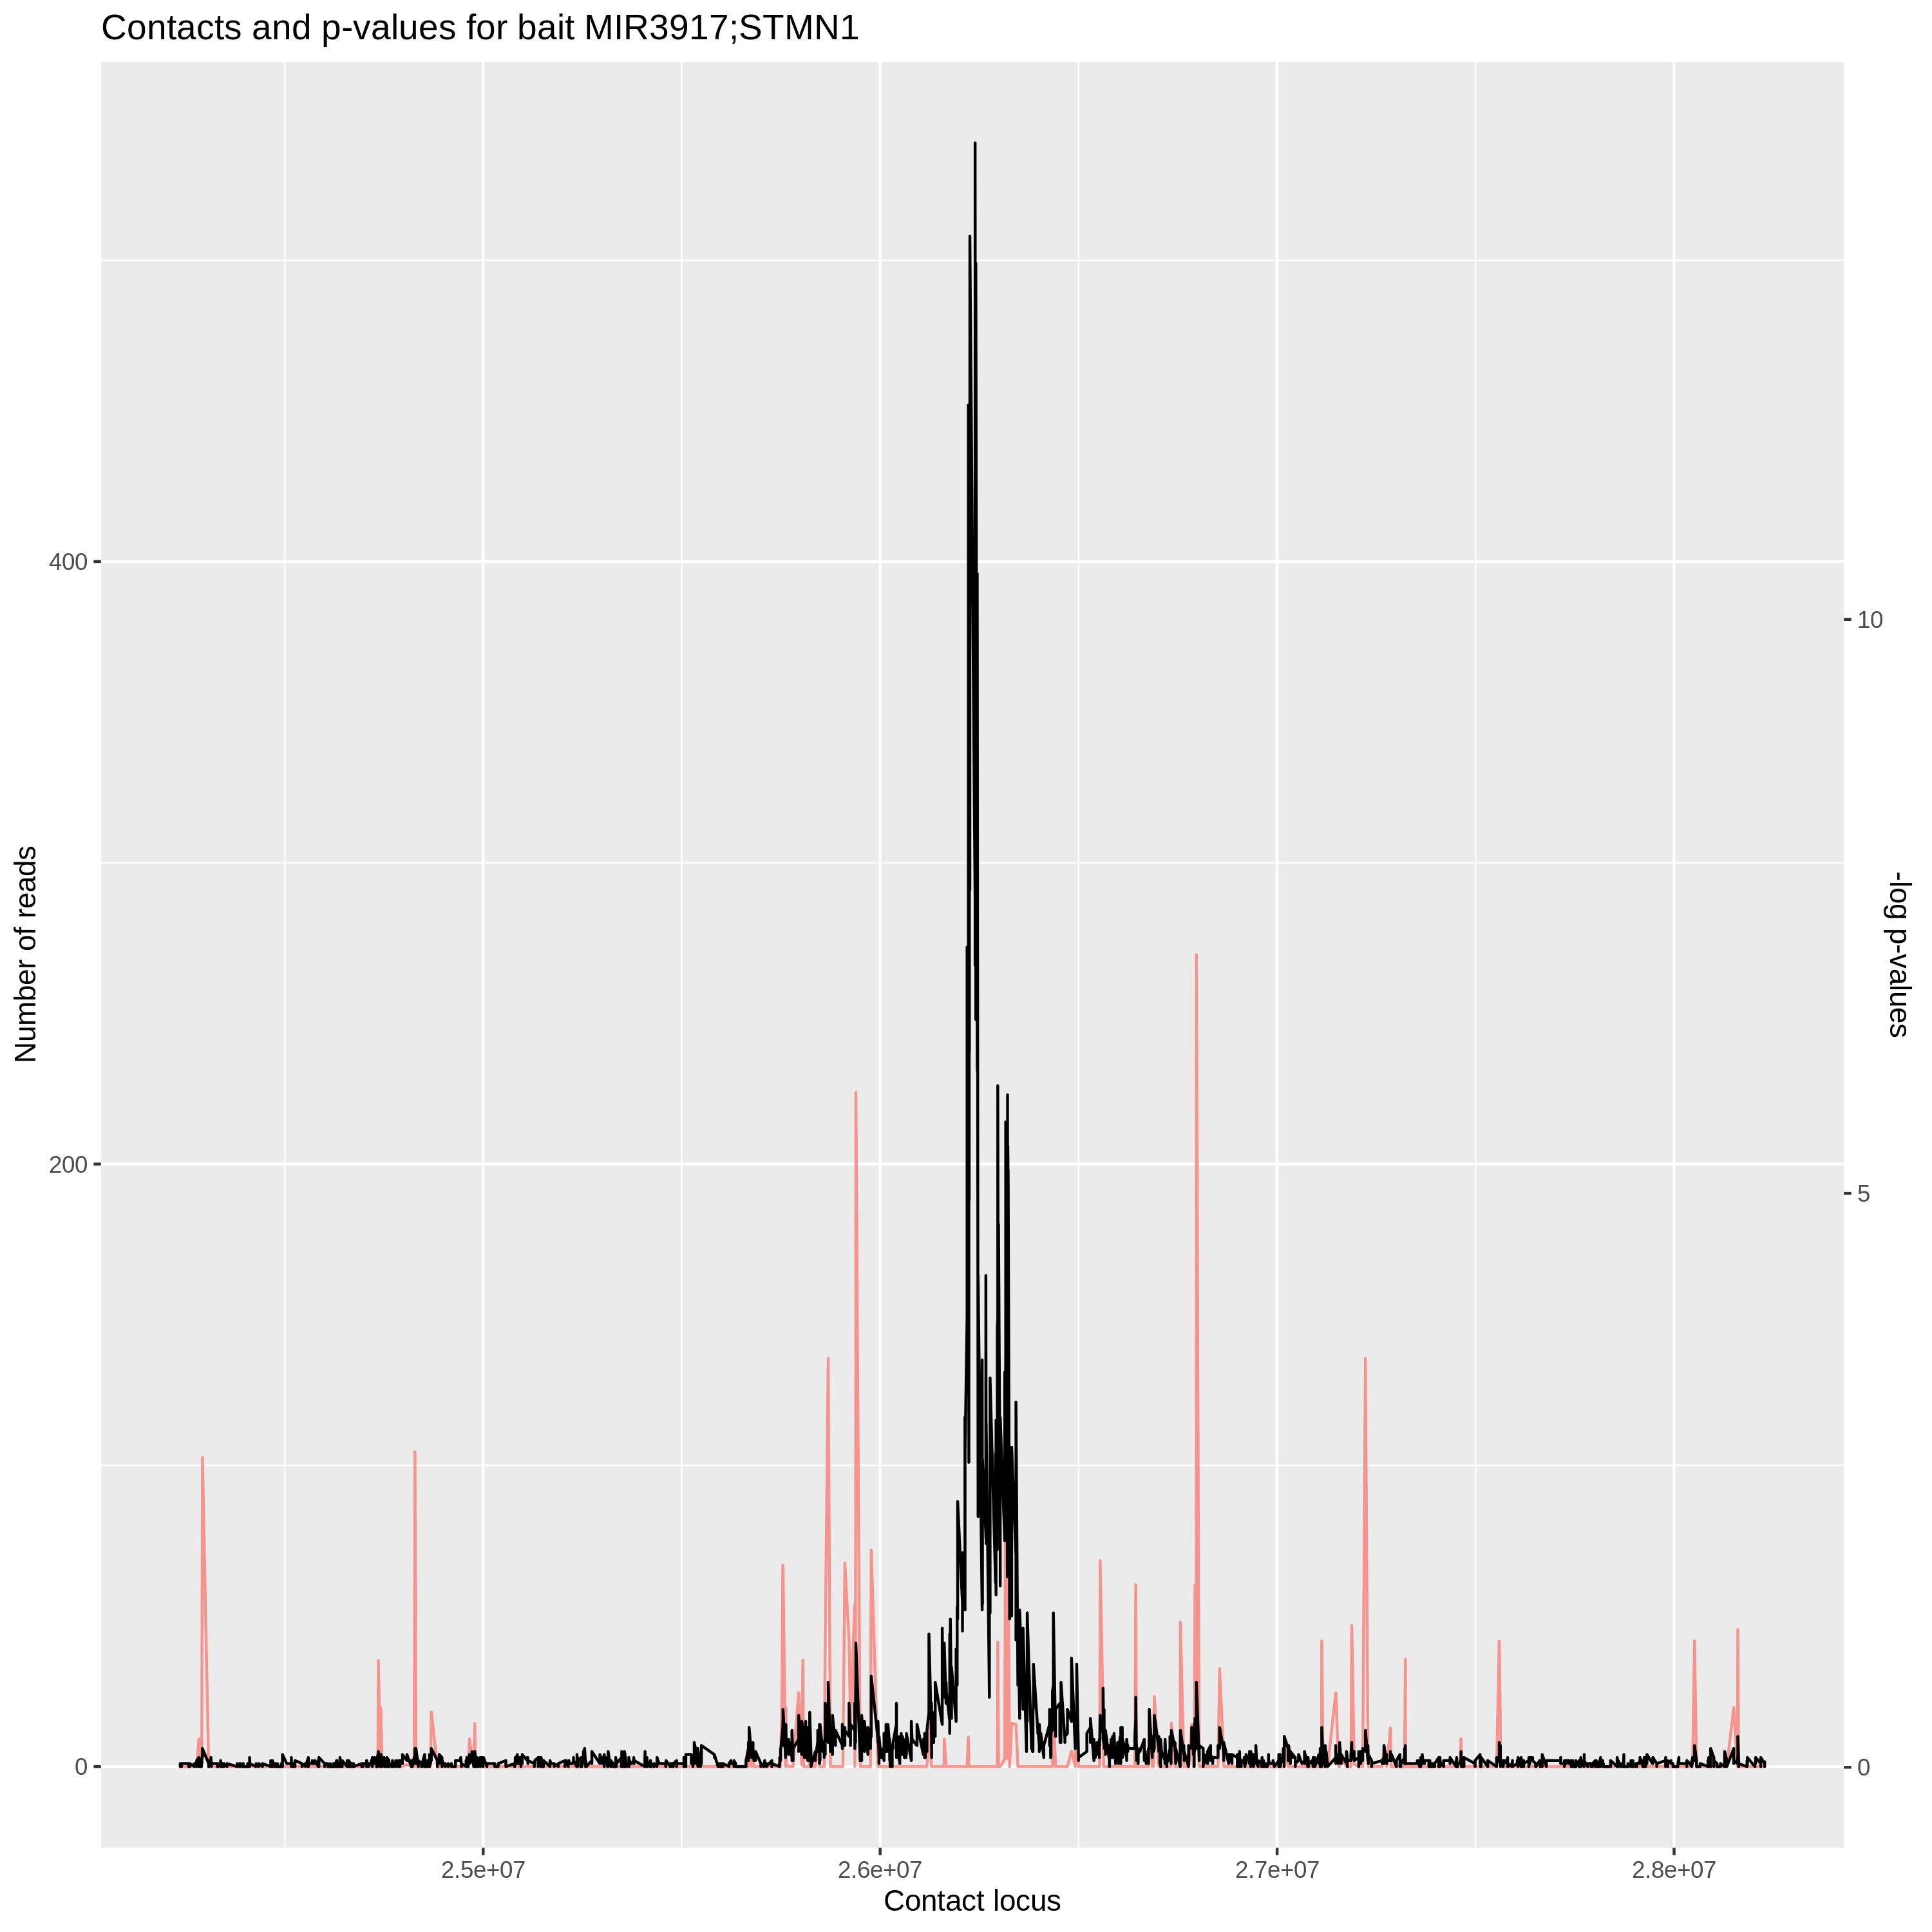 Contacts and p-values for bait MIR3917;STMN1
Number of reads
400
200
0
10
5
0
-log p-values
2.5e+07
2.6e+07
2.7e+07
2.8e+07
Contact locus